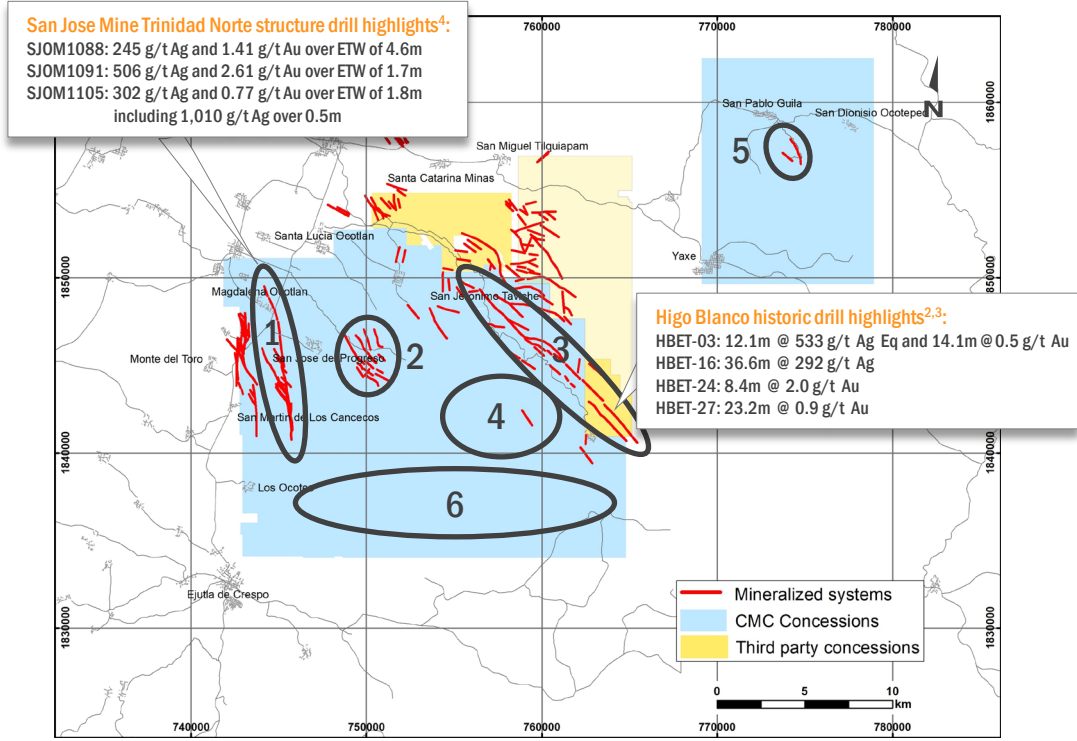 San Jose Mine Trinidad Norte structure drill highlights⁴:
SJOM1088: 245 g/t Ag and 1.41 g/t Au over ETW of 4.6m
SJOM1091: 506 g/t Ag and 2.61 g/t Au over ETW of 1.7m
SJOM1105: 302 g/t Ag and 0.77 g/t Au over ETW of 1.8m
including 1,010 g/t Ag over 0.5m
760000
770000
780000
1860000
N
San Pablo Guila
San Dionisio Ocotepec
5
San Miguel Tilquiapam
Santa Catarina Minas
Santa Lucia Ocotlan
Yaxe
1850000
1850000
Magdalena Ocotlan
San Jeronimo Taviche
1
2
3
4
Monte del Toro
San Jose del Progreso
San Martin de Los Cancecos
Higo Blanco historic drill highlights²,³:
HBET-03: 12.1m @ 533 g/t Ag Eq and 14.1m @ 0.5 g/t Au
HBET-16: 36.6m @ 292 g/t Ag
HBET-24: 8.4m @ 2.0 g/t Au
HBET-27: 23.2m @ 0.9 g/t Au
1840000
1840000
Los Ocotes
6
Ejutla de Crespo
1830000
1830000
Mineralized systems
CMC Concessions
Third party concessions
0 5 10
km
740000
750000
760000
770000
780000